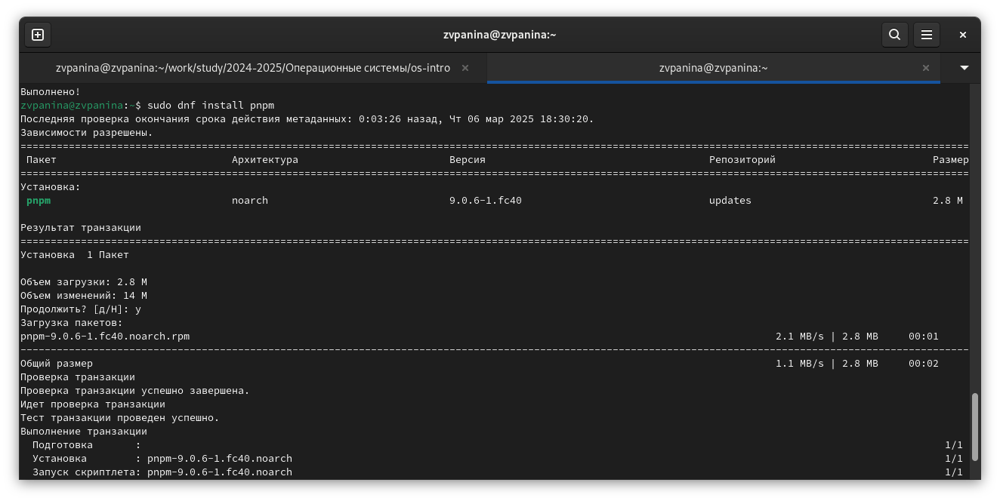 zvpanina@zvpanina:~
zvpanina@zvpanina:~/work/study/2024-2025/Операционные системы/os-intro
zvpanina@zvpanina:~
Выполнено!
zvpanina@zvpanina:~$ sudo dnf install pnpm
Последняя проверка окончания срока действия метаданных: 0:03:26 назад, Чт 06 мар 2025 18:30:20.
Зависимости разрешены.
Пакет Архитектура Версия Репозиторий Размер
Установка:
pnpm noarch 9.0.6-1.fc40 updates 2.8 M
Результат транзакции
Установка 1 Пакет
Объем загрузки: 2.8 M
Объем изменений: 14 M
Продолжить? [д/Н]: y
Загрузка пакетов:
pnpm-9.0.6-1.fc40.noarch.rpm 2.1 MB/s | 2.8 MB 00:01
Общий размер 1.1 MB/s | 2.8 MB 00:02
Проверка транзакции
Проверка транзакции успешно завершена.
Идет проверка транзакции
Тест транзакции проведен успешно.
Выполнение транзакции
Подготовка : 1/1
Установка : pnpm-9.0.6-1.fc40.noarch 1/1
Запуск скриптлета: pnpm-9.0.6-1.fc40.noarch 1/1